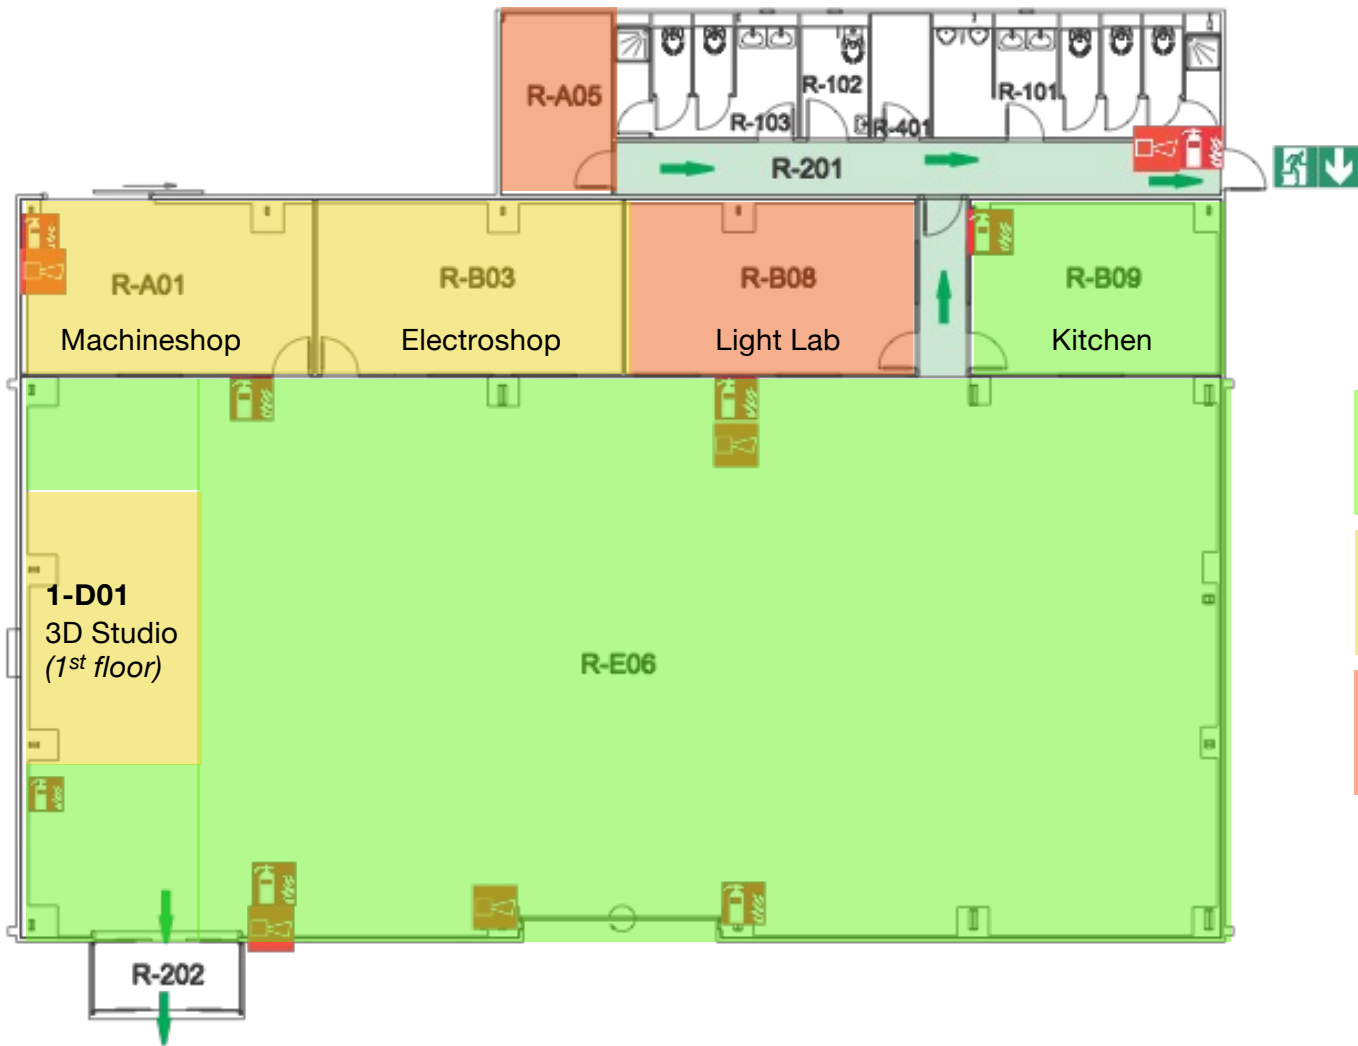 R-A05
R-103
R-102
R-401
R-101
R-201
R-A01
Machineshop
R-B03
Electroshop
R-B08
Light Lab
R-B09
Kitchen
1-D01
3D Studio
(1st floor)
R-E06
R-202